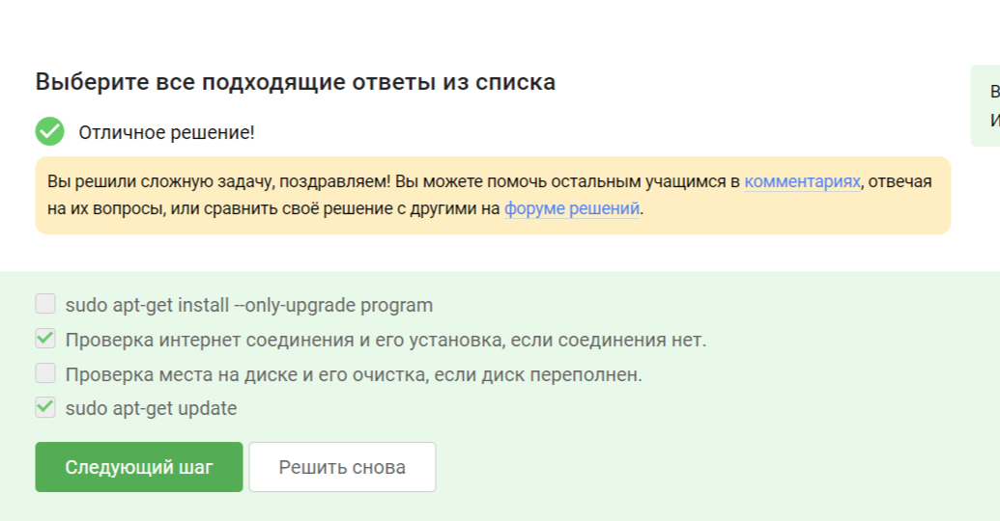 Выберите все подходящие ответы из списка
Отличное решение!
Вы решили сложную задачу, поздравляем! Вы можете помочь остальным учащимся в комментариях, отвечая
на их вопросы, или сравнить своё решение с другими на форуме решений.
sudo apt-get install --only-upgrade program
Проверка интернет соединения и его установка, если соединения нет.
Проверка места на диске и его очистка, если диск переполнен.
sudo apt-get update
Следующий шаг
Решить снова